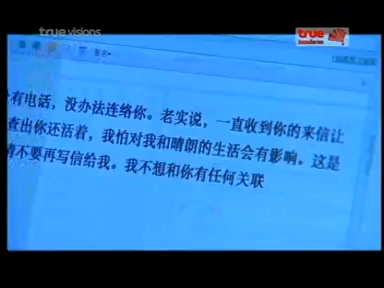 truevisions
true
签名
有电话，没办法连络你。老实说，一直收到你的来信让
查出你还活着，我怕对我和晴朗的生活会有影响。这是
请不要再写信给我。我不想和你有任何关联